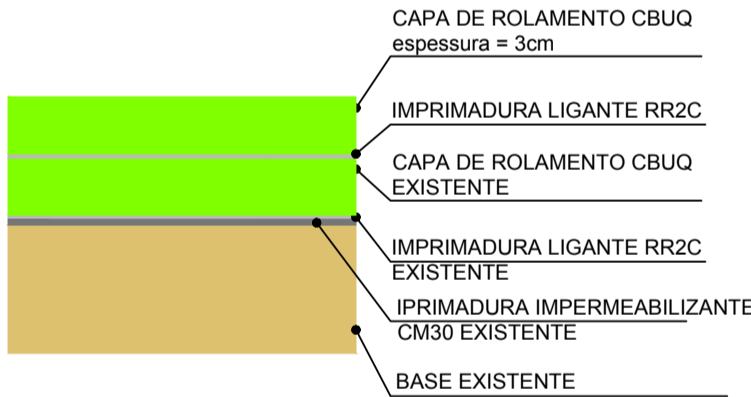 CAPA DE ROLAMENTO CBUQ
espessura = 3cm
IMPRIMADURA LIGANTE RR2C
CAPA DE ROLAMENTO CBUQ
EXISTENTE
IMPRIMADURA LIGANTE RR2C
EXISTENTE
IPRIMADURA IMPERMEABILIZANTE
CM30 EXISTENTE
BASE EXISTENTE